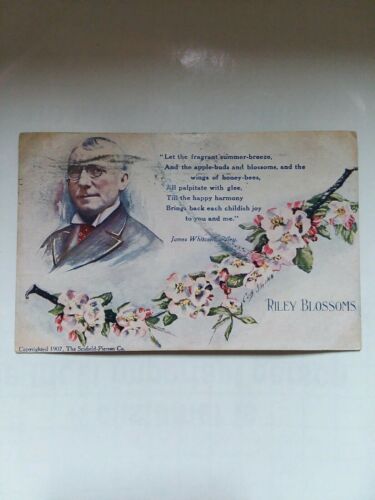 "Let the fragrant summer-breeze,
And the apple-buds and blossoms, and the
wings of honey-bees,
All palpitate with glee,
Till the happy harmony
Brings back each childish joy
to you and me."
James Whitcomb Riley.
RILEY BLOSSOMS
Copyrighted 1907, The Scofield-Pierson Co.